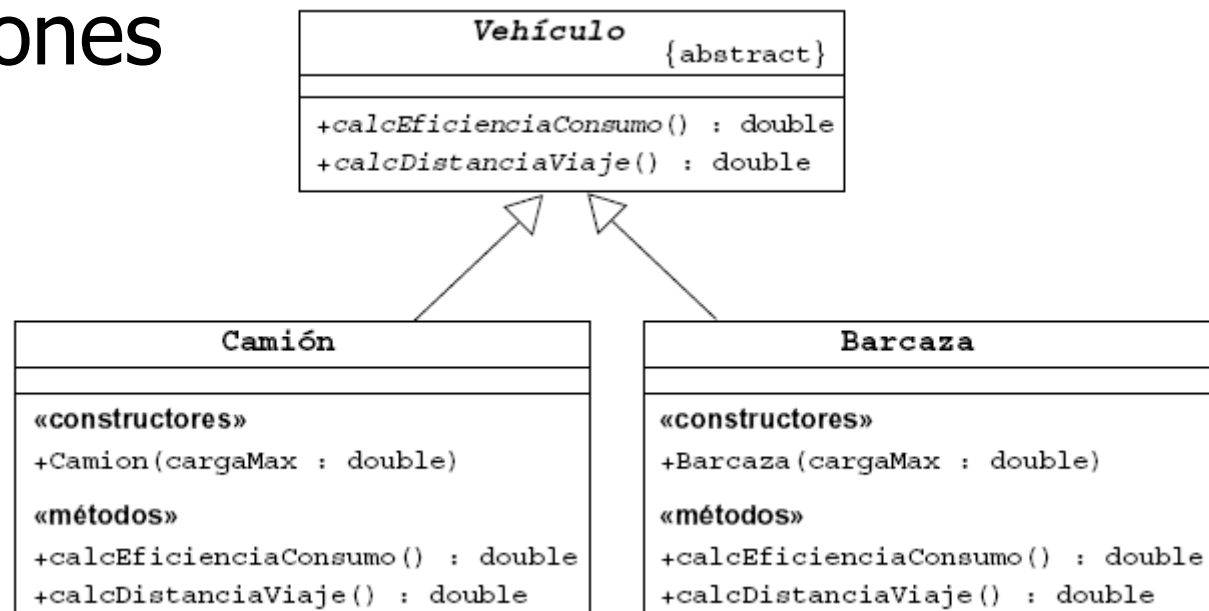 ones
Vehículo
{abstract}
+calcEficienciaConsumo() : double
+calcDistanciaViaje() : double
Camión
«constructores»
+Camion(cargaMax : double)
«métodos»
+calcEficienciaConsumo() : double
+calcDistanciaViaje() : double
Barcaza
«constructores»
+Barcaza(cargaMax : double)
«métodos»
+calcEficienciaConsumo() : double
+calcDistanciaViaje() : double